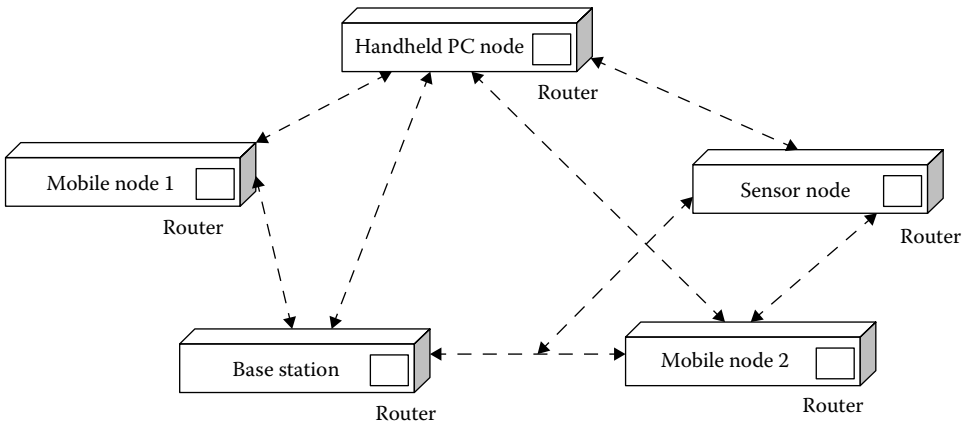 Handheld PC node
Router
Mobile node 1
Router
Sensor node
Router
Base station
Router
Mobile node 2
Router